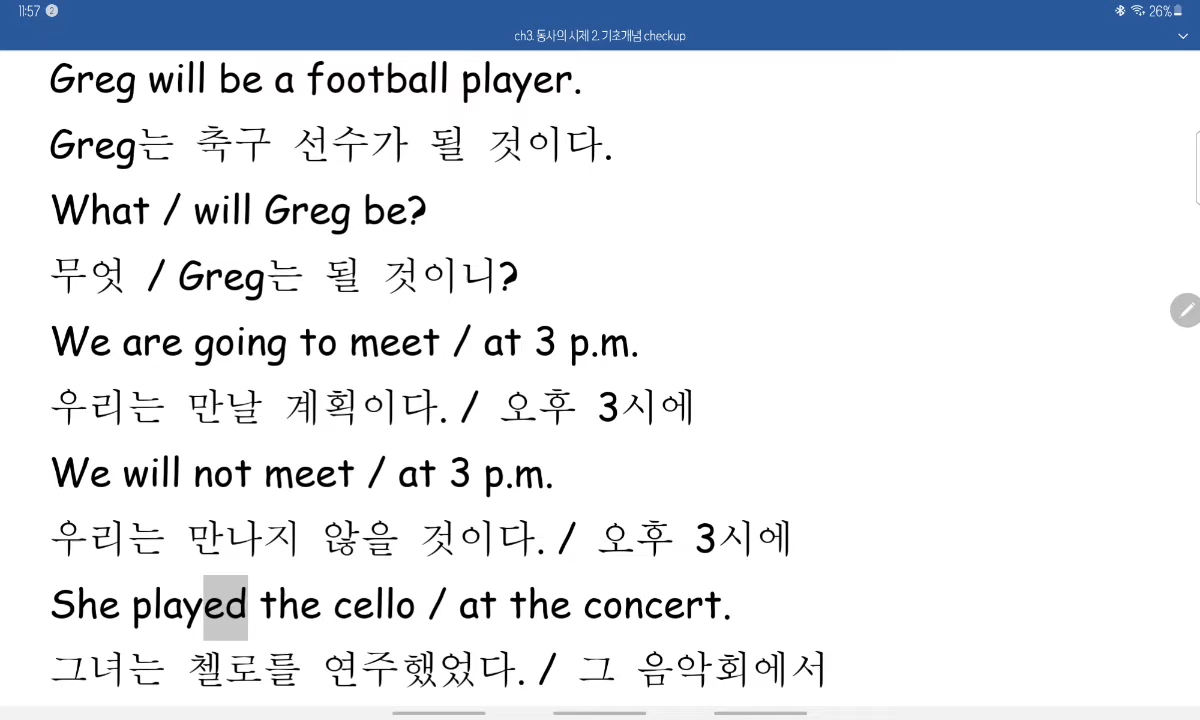 11:57 2 26%
ch3. 동사의 시제 2. 기초개념 checkup
Greg will be a football player.
Greg는 축구 선수가 될 것이다.
What / will Greg be?
무엇 / Greg는 될 것이니?
We are going to meet / at 3 p.m.
우리는 만날 계획이다. / 오후 3시에
We will not meet / at 3 p.m.
우리는 만나지 않을 것이다. / 오후 3시에
She played the cello / at the concert.
그녀는 첼로를 연주했었다. / 그 음악회에서